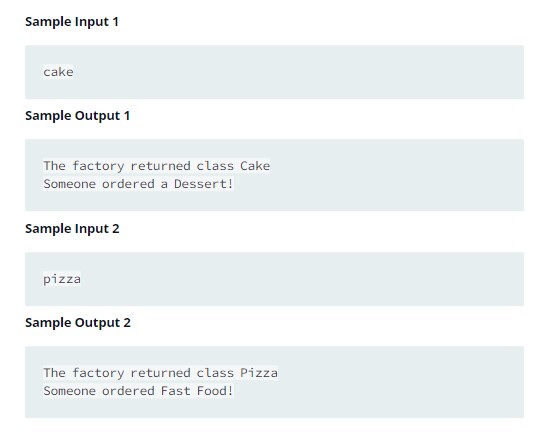 Sample Input 1
cake
Sample Output 1
The factory returned class Cake
Someone ordered a Dessert!
Sample Input 2
pizza
Sample Output 2
The factory returned class Pizza
Someone ordered Fast Food!